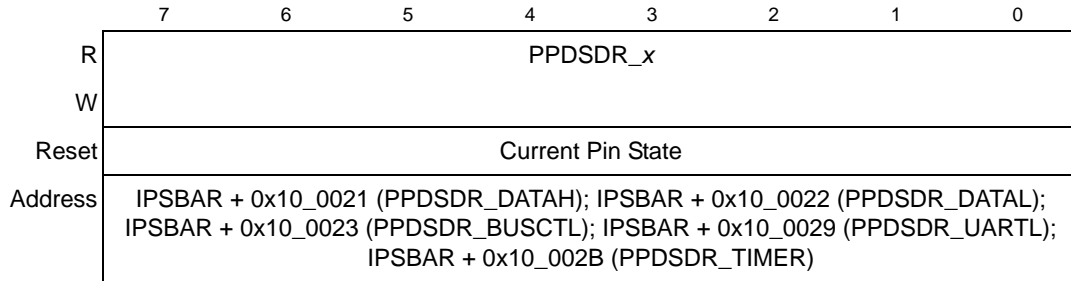 7 6 5 4 3 2 1 0
R PPDSDR_x
W
Reset Current Pin State
Address IPSBAR + 0x10_0021 (PPDSDR_DATAH); IPSBAR + 0x10_0022 (PPDSDR_DATAL);
IPSBAR + 0x10_0023 (PPDSDR_BUSCTL); IPSBAR + 0x10_0029 (PPDSDR_UARTL);
IPSBAR + 0x10_002B (PPDSDR_TIMER)